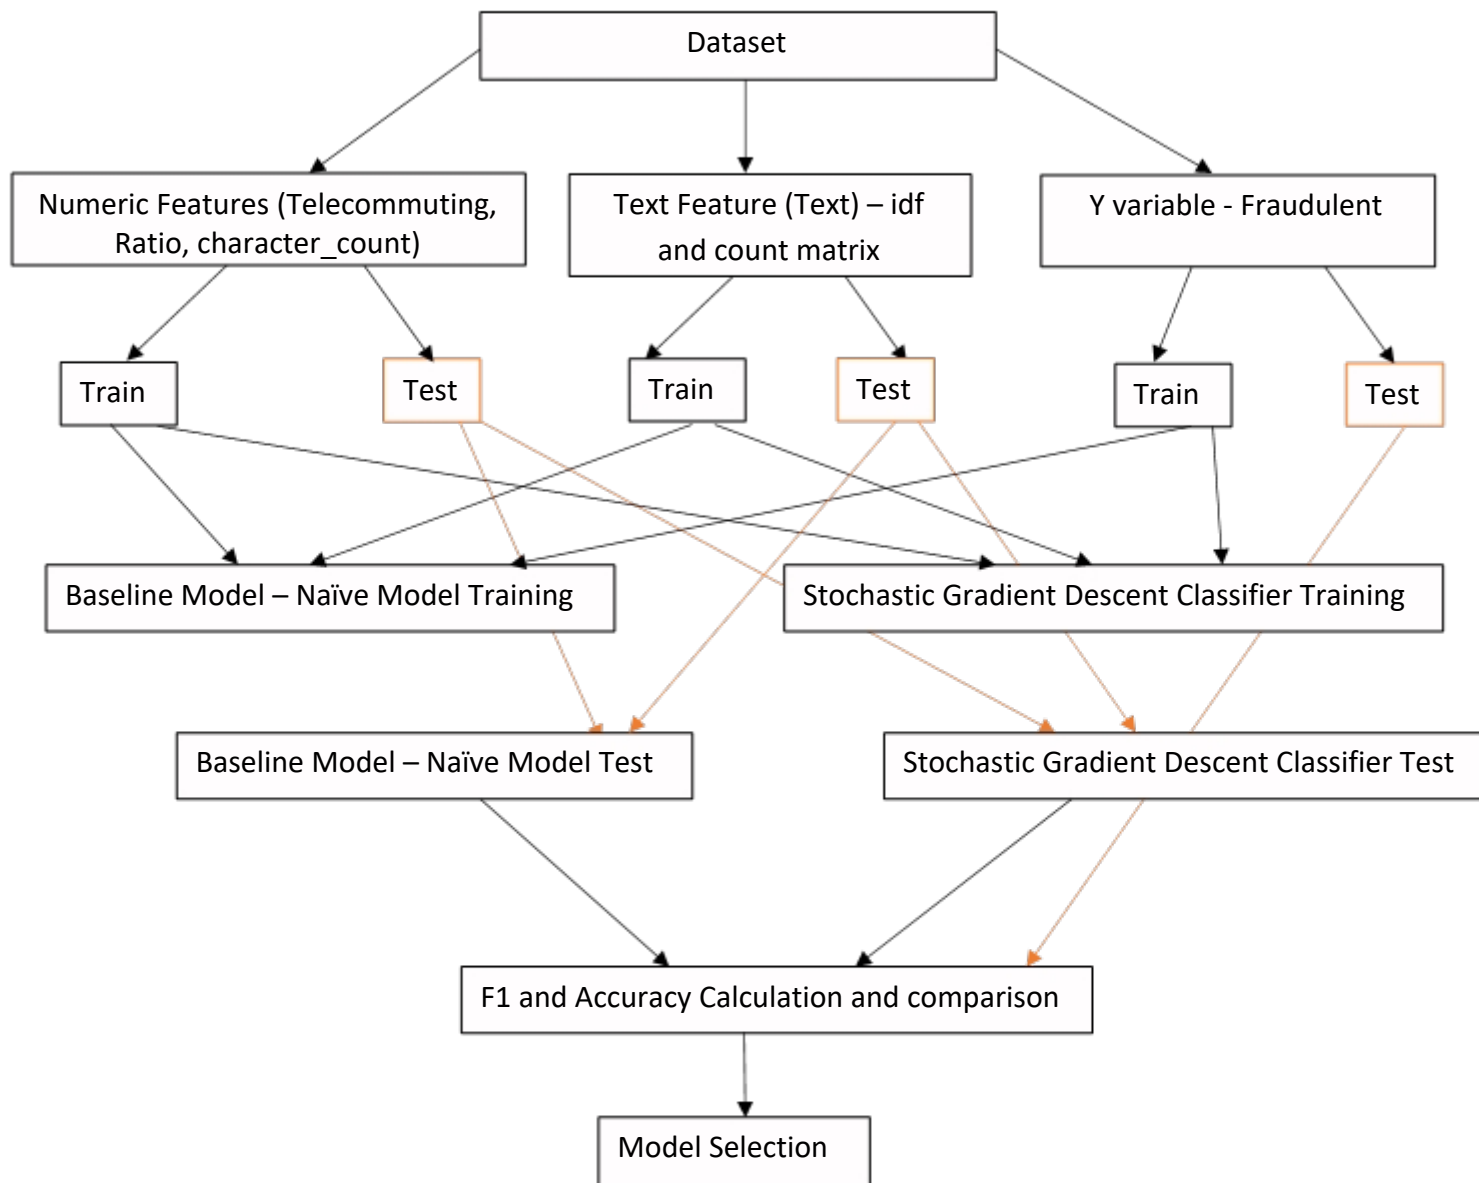 Dataset
Numeric Features (Telecommuting,
Ratio, character_count)
Text Feature (Text) – idf
and count matrix
Y variable - Fraudulent
Train
Test
Train
Test
Train
Test
Baseline Model – Naïve Model Training
Stochastic Gradient Descent Classifier Training
Baseline Model – Naïve Model Test
Stochastic Gradient Descent Classifier Test
F1 and Accuracy Calculation and comparison
Model Selection